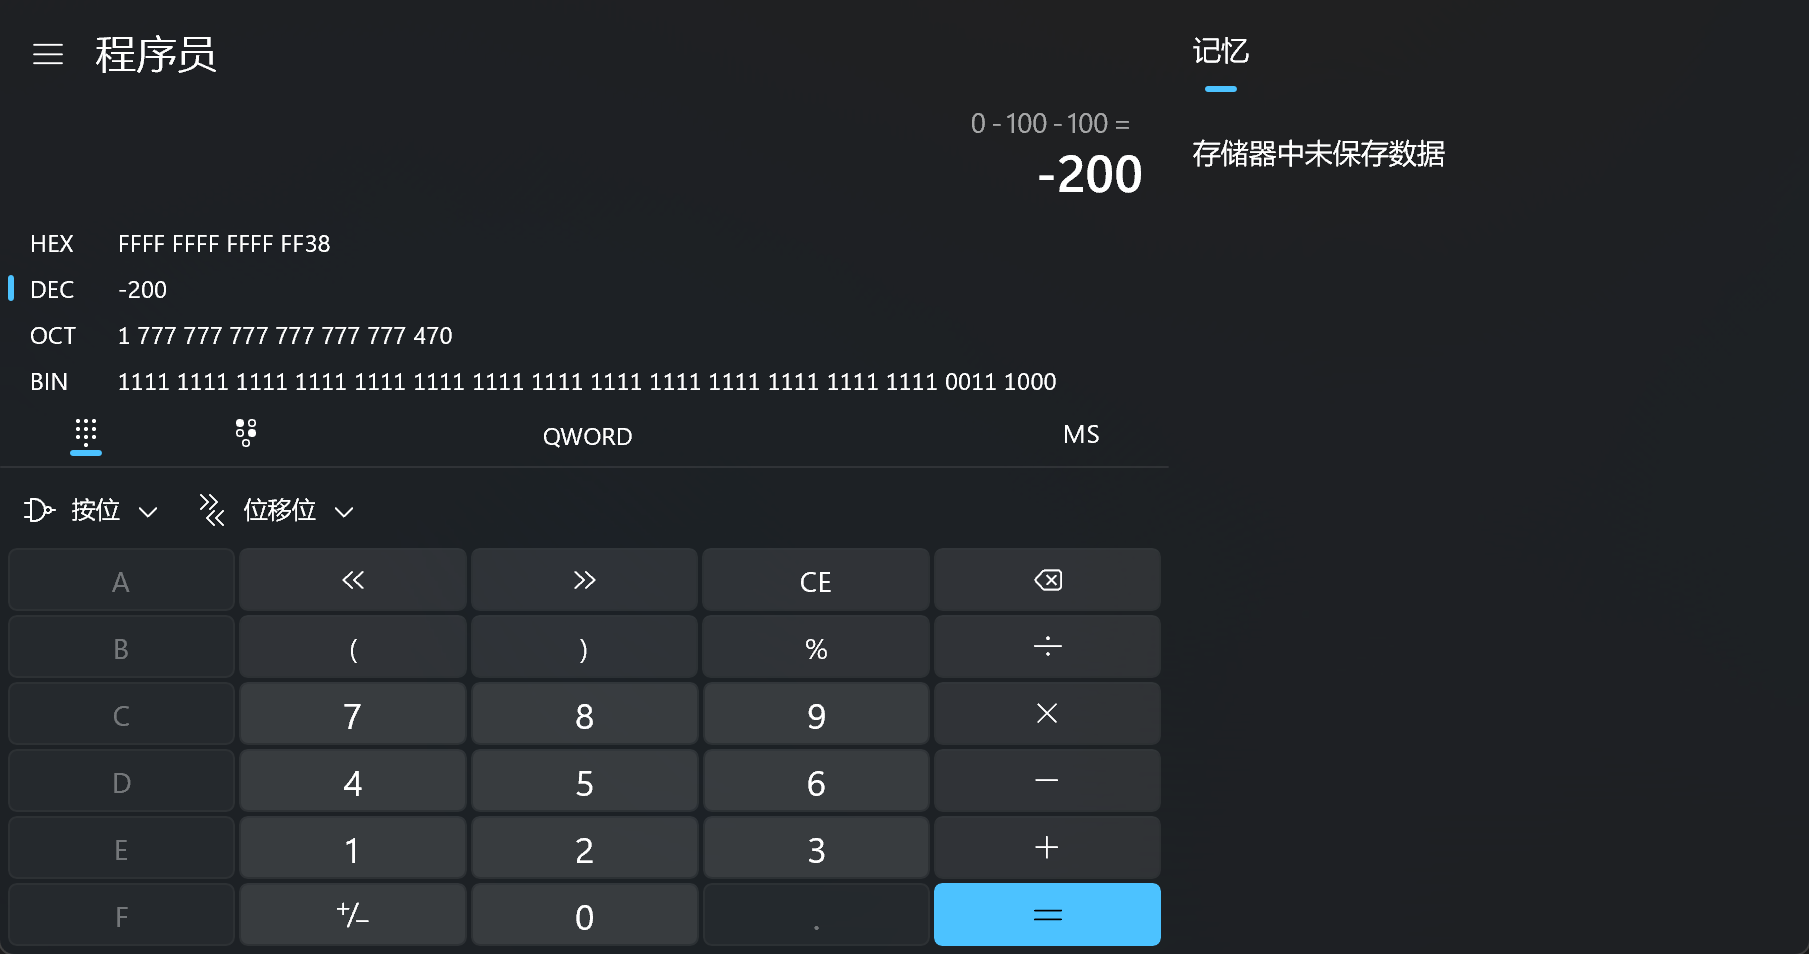 程序员
记忆
0 - 100 - 100 =
-200
存储器中未保存数据
HEX FFFF FFFF FFFF FF38
DEC -200
OCT 1 777 777 777 777 777 777 470
BIN 1111 1111 1111 1111 1111 1111 1111 1111 1111 1111 1111 1111 1111 1111 0011 1000
QWORD MS
按位 位移位
A << >> CE
B ( ) % ÷
C 7 8 9 ×
D 4 5 6 −
E 1 2 3 +
F +/− 0 . =